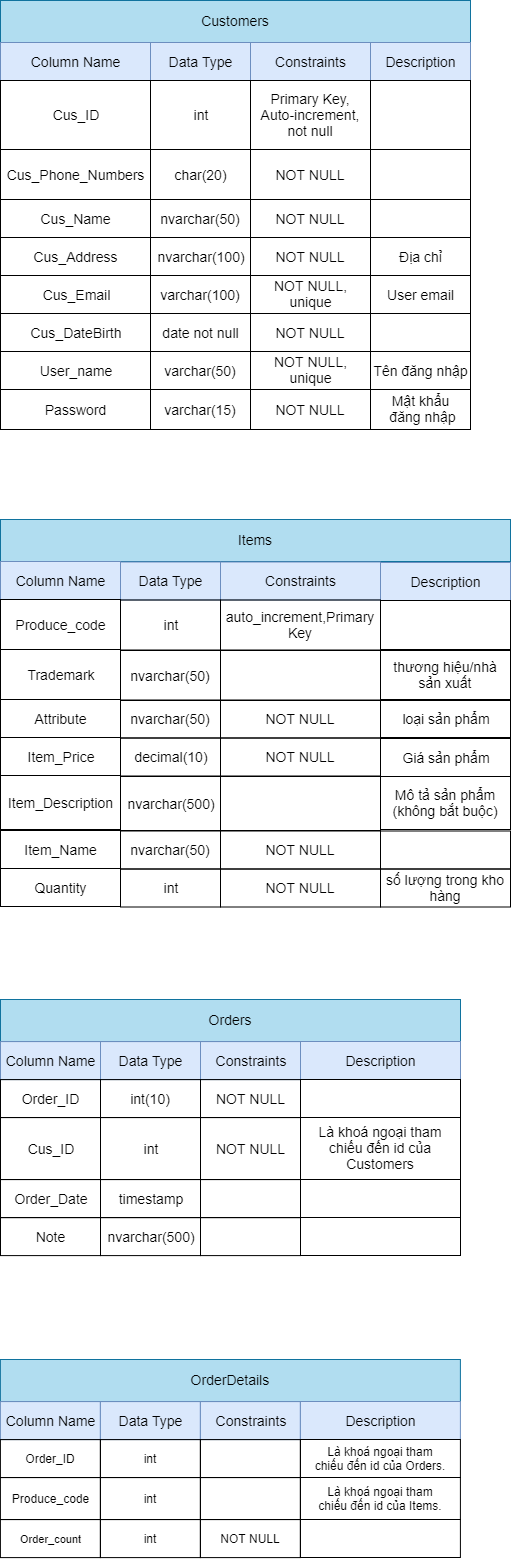 Customers
Column Name Data Type Constraints Description
Cus_ID int Primary Key,
Auto-increment,
not null
Cus_Phone_Numbers char(20) NOT NULL
Cus_Name nvarchar(50) NOT NULL
Cus_Address nvarchar(100) NOT NULL Địa chỉ
Cus_Email varchar(100) NOT NULL,
unique User email
Cus_DateBirth date not null NOT NULL
User_name varchar(50) NOT NULL,
unique Tên đăng nhập
Password varchar(15) NOT NULL Mật khẩu
đăng nhập
Items
Column Name Data Type Constraints Description
Produce_code int auto_increment,Primary
Key
Trademark nvarchar(50) thương hiệu/nhà
sản xuất
Attribute nvarchar(50) NOT NULL loại sản phẩm
Item_Price decimal(10) NOT NULL Giá sản phẩm
Item_Description nvarchar(500) Mô tả sản phẩm
(không bắt buộc)
Item_Name nvarchar(50) NOT NULL
Quantity int NOT NULL số lượng trong kho
hàng
Orders
Column Name Data Type Constraints Description
Order_ID int(10) NOT NULL
Cus_ID int NOT NULL Là khoá ngoại tham
chiếu đến id của
Customers
Order_Date timestamp
Note nvarchar(500)
OrderDetails
Column Name Data Type Constraints Description
Order_ID int Là khoá ngoại tham
chiếu đến id của Orders.
Produce_code int Là khoá ngoại tham
chiếu đến id của Items.
Order_count int NOT NULL